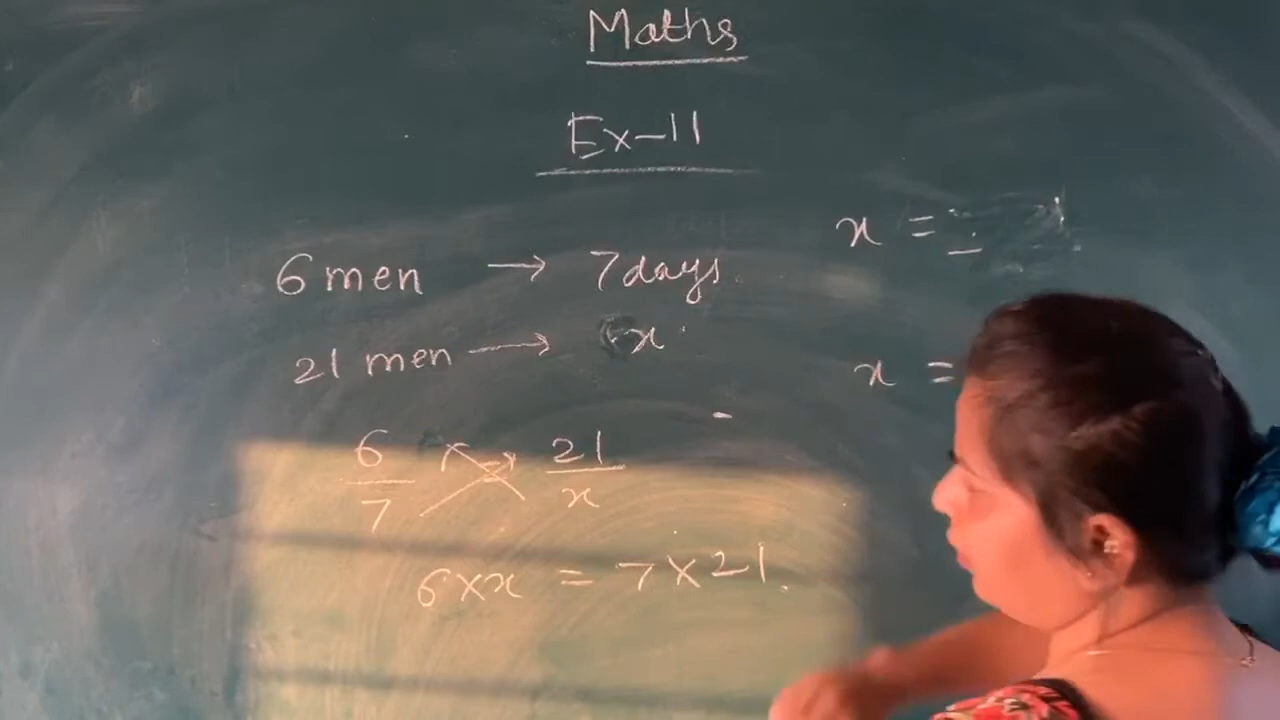 Maths
Ex-11
6 men → 7 days.
21 men → x
6/7 21/x
6×x = 7×21.
x =
x =